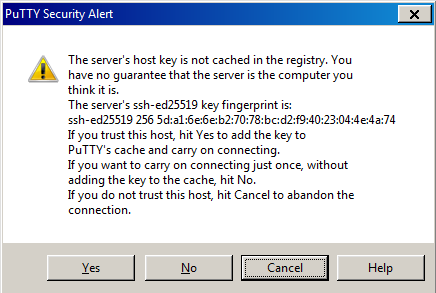 PuTTY Security Alert
The server's host key is not cached in the registry. You
have no guarantee that the server is the computer you
think it is.
The server's ssh-ed25519 key fingerprint is:
ssh-ed25519 256 5d:a1:6e:6e:b2:70:78:bc:d2:f9:40:23:04:4e:4a:74
If you trust this host, hit Yes to add the key to
PuTTY's cache and carry on connecting.
If you want to carry on connecting just once, without
adding the key to the cache, hit No.
If you do not trust this host, hit Cancel to abandon the
connection.
Yes No Cancel Help